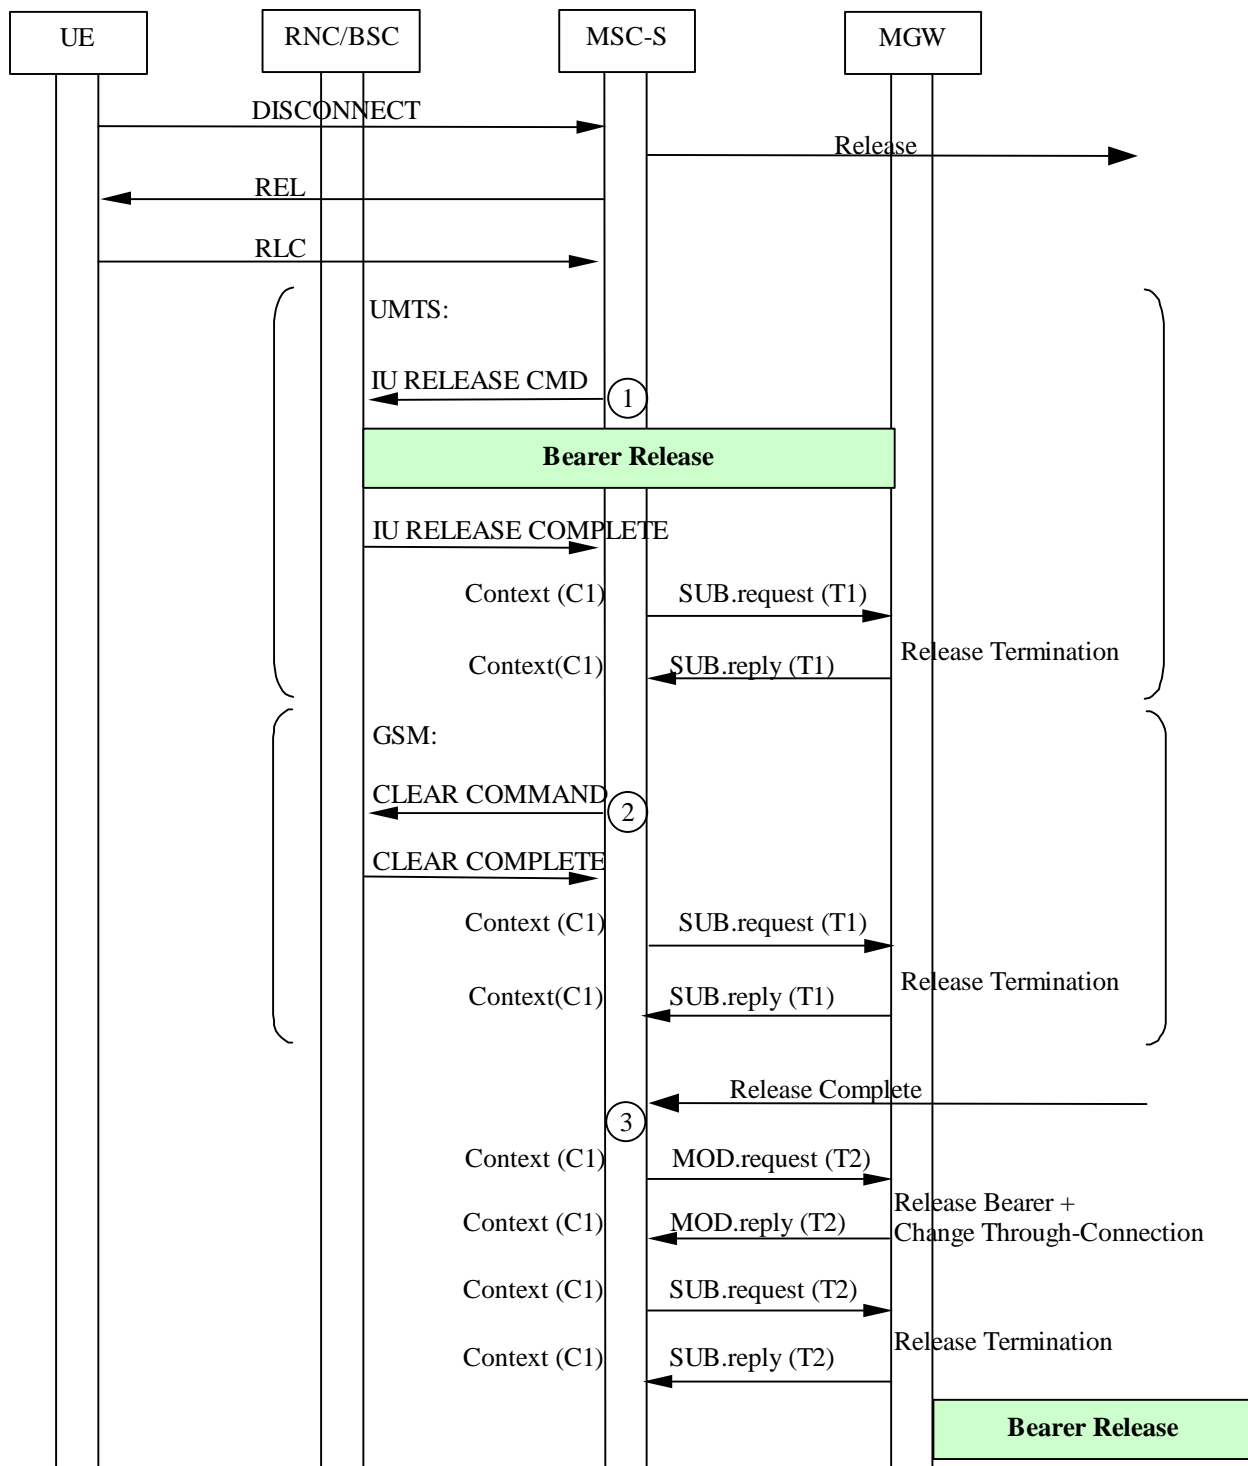 UE
RNC/BSC
MSC-S
MGW
DISCONNECT
Release
REL
RLC
UMTS:
IU RELEASE CMD
1
Bearer Release
IU RELEASE COMPLETE
Context (C1)
SUB.request (T1)
Context(C1)
SUB.reply (T1)
Release Termination
GSM:
CLEAR COMMAND
2
CLEAR COMPLETE
Context (C1)
SUB.request (T1)
Context(C1)
SUB.reply (T1)
Release Termination
Release Complete
3
Context (C1)
MOD.request (T2)
Context (C1)
MOD.reply (T2)
Release Bearer +
Change Through-Connection
Context (C1)
SUB.request (T2)
Context (C1)
SUB.reply (T2)
Release Termination
Bearer Release